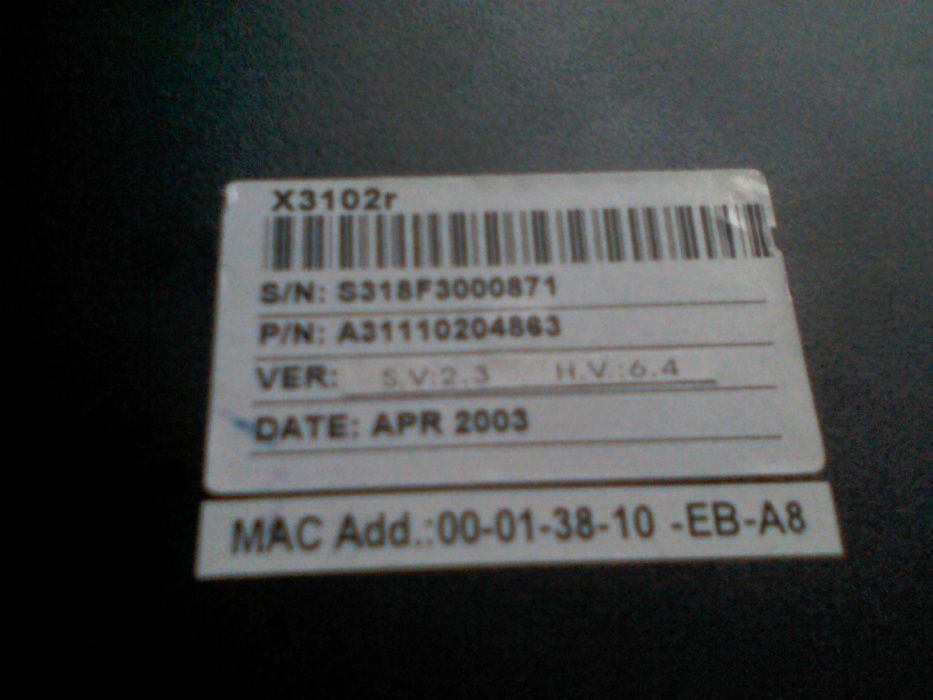 X3102r
S/N: S318F3000871
P/N: A31110204863
VER: S.V:2.3 H.V.:6.4
DATE: APR 2003
MAC Add.:00-01-38-10 -EB-A8